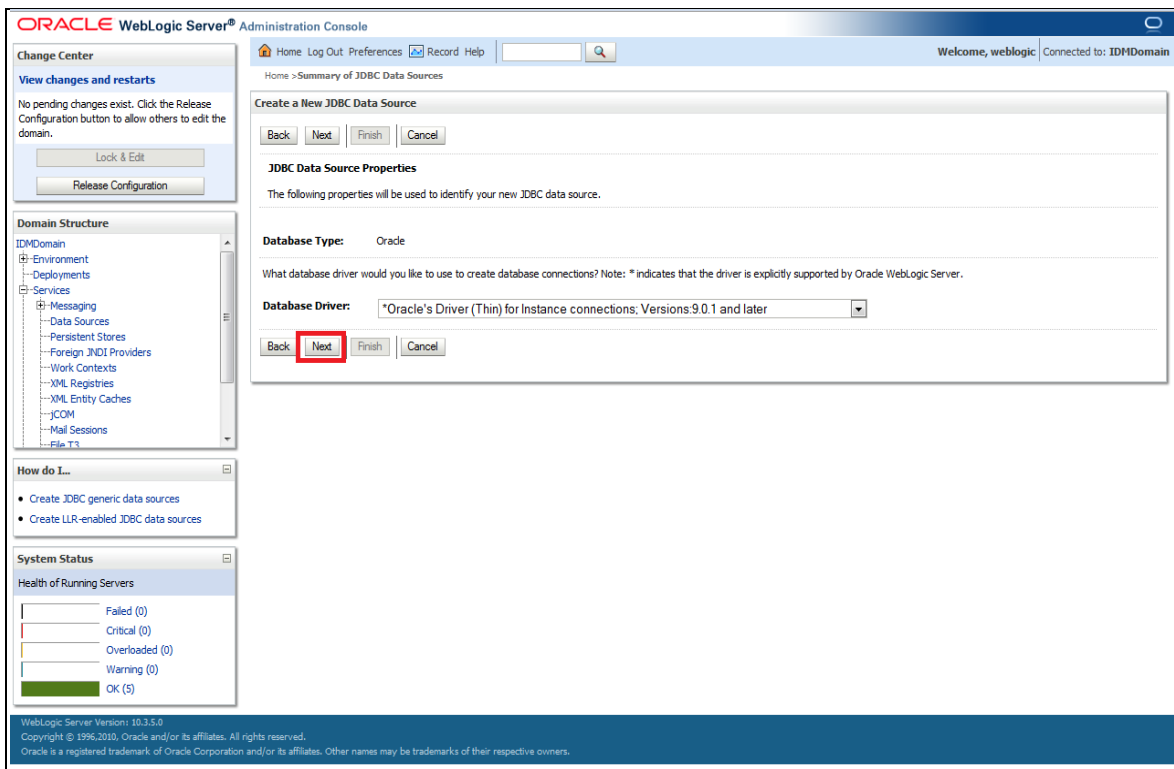 ORACLE WebLogic Server® Administration Console
Change Center
View changes and restarts
No pending changes exist. Click the Release
Configuration button to allow others to edit the
domain.
Lock & Edit
Release Configuration
Domain Structure
IDMDomain
Environment
Deployments
Services
Messaging
Data Sources
Persistent Stores
Foreign JNDI Providers
Work Contexts
XML Registries
XML Entity Caches
jCOM
Mail Sessions
File T3
How do I...
Create JDBC generic data sources
Create LLR-enabled JDBC data sources
System Status
Health of Running Servers
Failed (0)
Critical (0)
Overloaded (0)
Warning (0)
OK (5)
Home Log Out Preferences Record Help
Welcome, weblogic Connected to: IDMDomain
Home >Summary of JDBC Data Sources
Create a New JDBC Data Source
Back Next Finish Cancel
JDBC Data Source Properties
The following properties will be used to identify your new JDBC data source.
Database Type: Oracle
What database driver would you like to use to create database connections? Note: * indicates that the driver is explicitly supported by Oracle WebLogic Server.
Database Driver: *Oracle's Driver (Thin) for Instance connections; Versions:9.0.1 and later
Back Next Finish Cancel
WebLogic Server Version: 10.3.5.0
Copyright © 1996,2010, Oracle and/or its affiliates. All rights reserved.
Oracle is a registered trademark of Oracle Corporation and/or its affiliates. Other names may be trademarks of their respective owners.